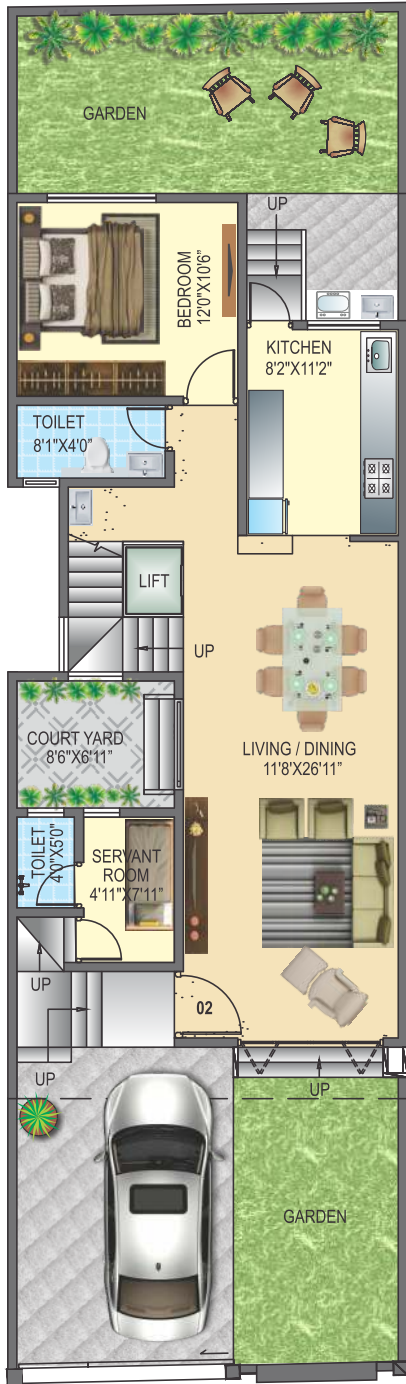 GARDEN
UP
BEDROOM
12'0"X10'6"
KITCHEN
8'2"X11'2"
TOILET
8'1"X4'0"
LIFT
UP
COURT YARD
8'6"X6'11"
LIVING / DINING
11'8'X26'11"
TOILET
4'0"X5'0"
SERVANT
ROOM
4'11"X7'11"
UP
02
UP
UP
GARDEN